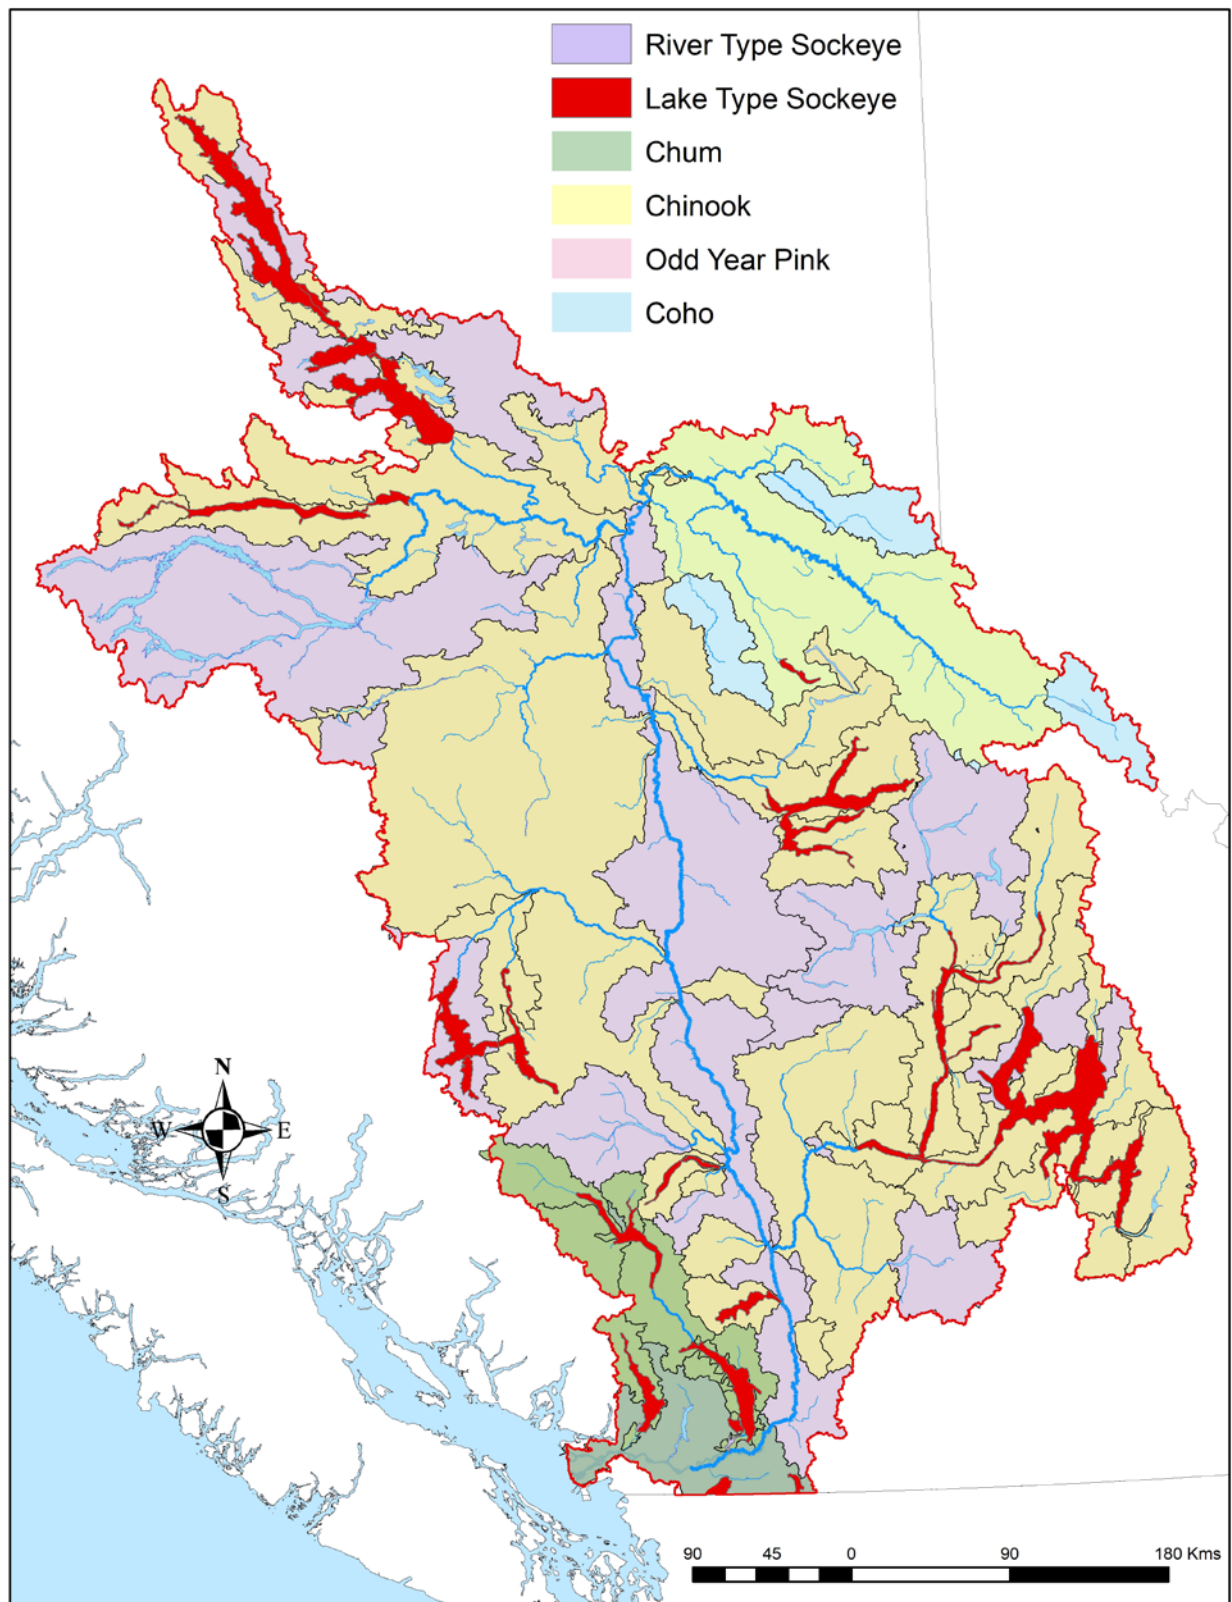 River Type Sockeye
Lake Type Sockeye
Chum
Chinook
Odd Year Pink
Coho
N
W E
S
90 45 0 90 180 Kms